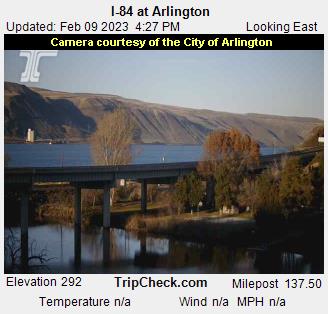 I-84 at Arlington
Updated: Feb 09 2023 4:27 PM Looking East
Camera courtesy of the City of Arlington
Elevation 292 TripCheck.com Milepost 137.50
Temperature n/a Wind n/a MPH n/a